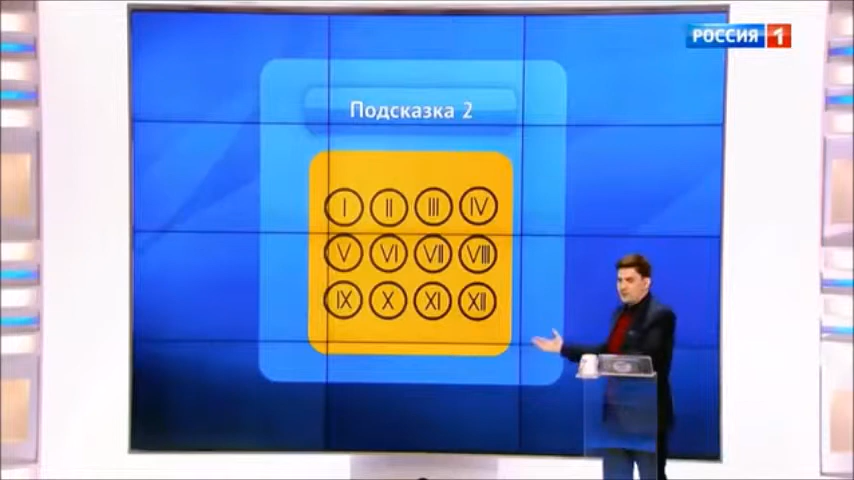 РОССИЯ 1
Подсказка 2
I II III IV
V VI VII VIII
IX X XI XII